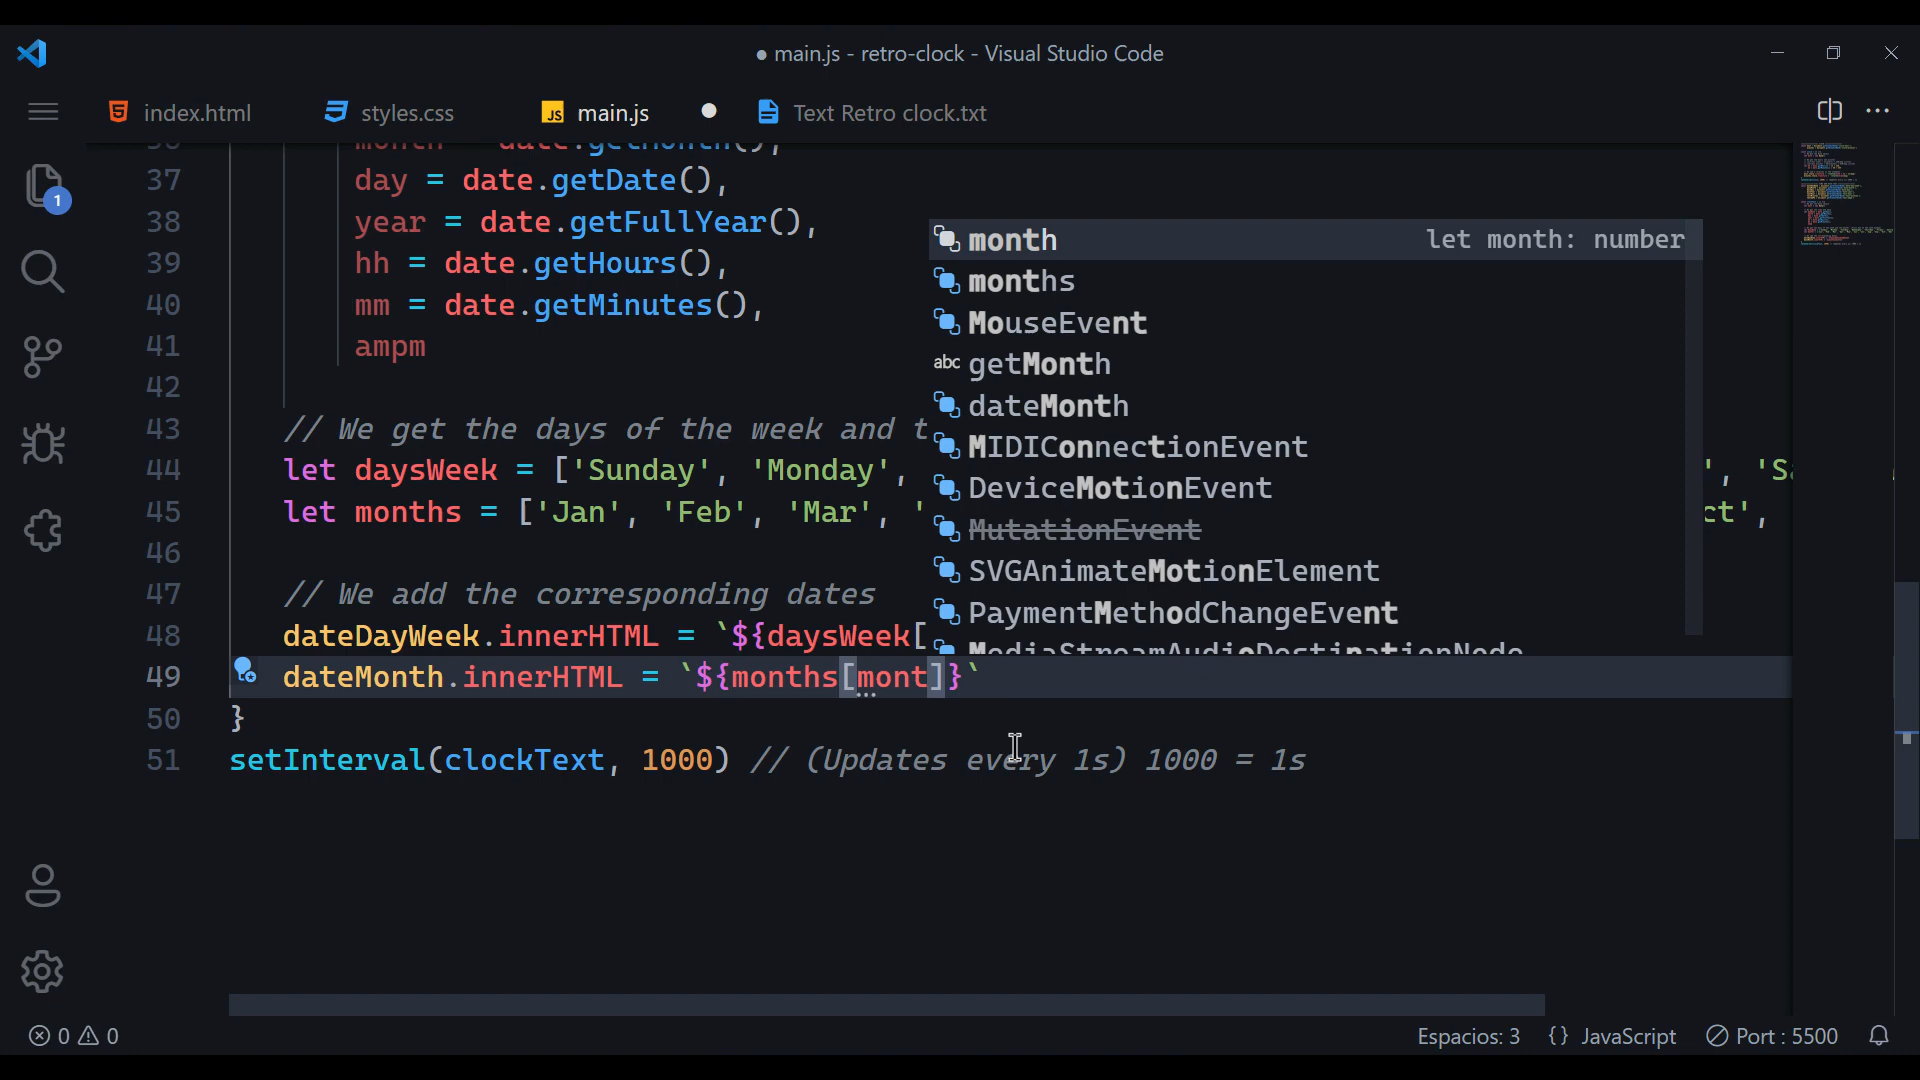 ● main.js - retro-clock - Visual Studio Code
index.html
styles.css
JS main.js
Text Retro clock.txt
1
37 day = date.getDate(),
38 year = date.getFullYear(),
39 hh = date.getHours(),
40 mm = date.getMinutes(),
41 ampm
42
43 // We get the days of the week and t
44 let daysWeek = ['Sunday', 'Monday', ', 'Sa
45 let months = ['Jan', 'Feb', 'Mar', ' ct',
46
47 // We add the corresponding dates
48 dateDayWeek.innerHTML = `${daysWeek[
49 dateMonth.innerHTML = `${months[mont]}`
50 }
51 setInterval(clockText, 1000) // (Updates every 1s) 1000 = 1s
month let month: number
months
MouseEvent
abc getMonth
dateMonth
MIDIConnectionEvent
DeviceMotionEvent
MutationEvent
SVGAnimateMotionElement
PaymentMethodChangeEvent
MediaStreamAudioDestinationNode
0 0
Espacios: 3
{} JavaScript
Port : 5500